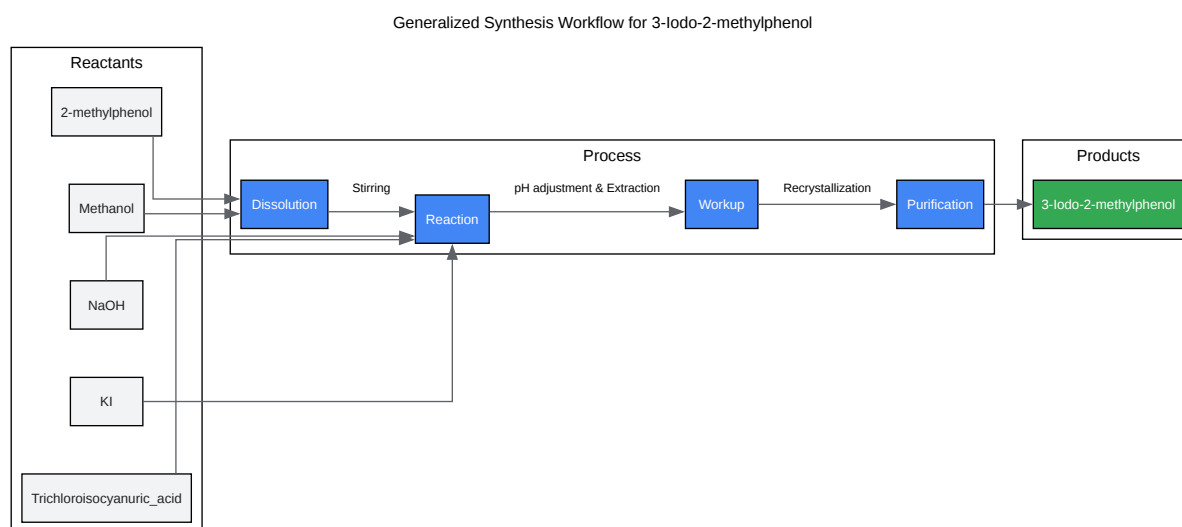 Generalized Synthesis Workflow for 3-Iodo-2-methylphenol
Reactants
2-methylphenol
Methanol
NaOH
KI
Trichloroisocyanuric_acid
Process
Dissolution
Stirring
Reaction
pH adjustment & Extraction
Workup
Recrystallization
Purification
Products
3-Iodo-2-methylphenol